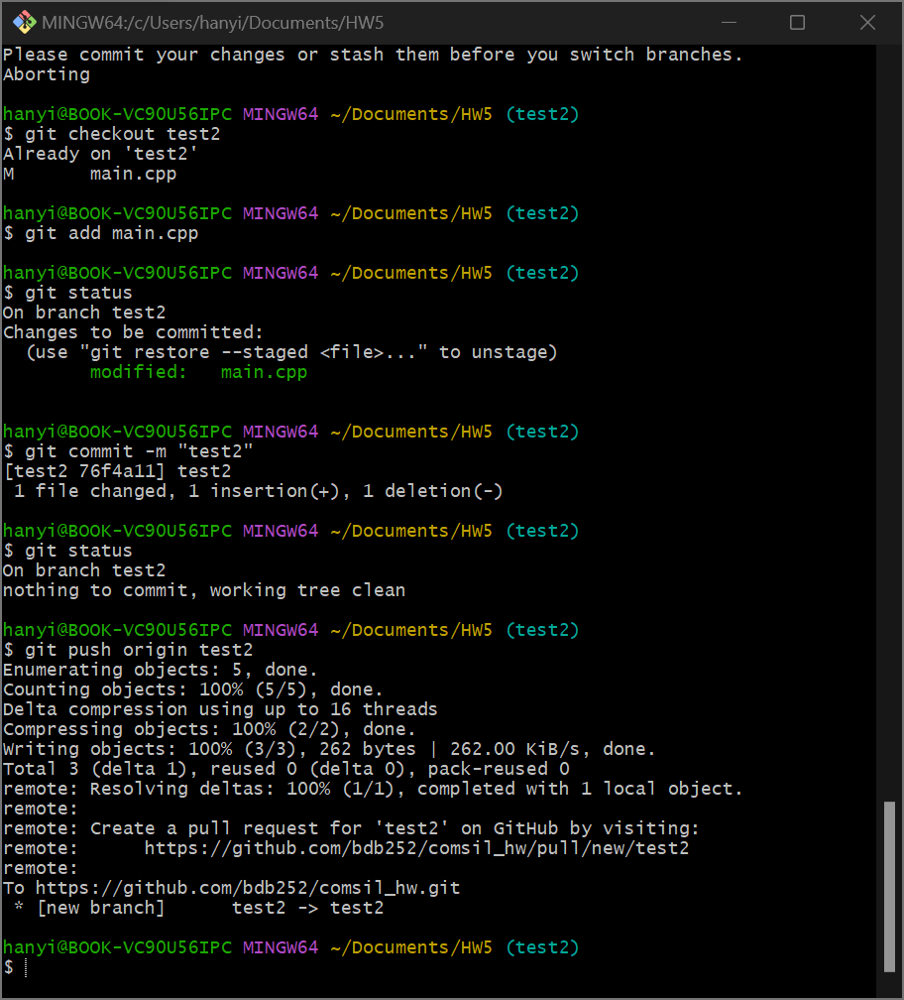 MINGW64:/c/Users/hanyi/Documents/HW5
Please commit your changes or stash them before you switch branches.
Aborting
hanyi@BOOK-VC9OU56IPC MINGW64 ~/Documents/HW5 (test2)
$ git checkout test2
Already on 'test2'
M       main.cpp
hanyi@BOOK-VC9OU56IPC MINGW64 ~/Documents/HW5 (test2)
$ git add main.cpp
hanyi@BOOK-VC9OU56IPC MINGW64 ~/Documents/HW5 (test2)
$ git status
On branch test2
Changes to be committed:
  (use "git restore --staged <file>..." to unstage)
        modified:   main.cpp
hanyi@BOOK-VC9OU56IPC MINGW64 ~/Documents/HW5 (test2)
$ git commit -m "test2"
[test2 76f4a11] test2
 1 file changed, 1 insertion(+), 1 deletion(-)
hanyi@BOOK-VC9OU56IPC MINGW64 ~/Documents/HW5 (test2)
$ git status
On branch test2
nothing to commit, working tree clean
hanyi@BOOK-VC9OU56IPC MINGW64 ~/Documents/HW5 (test2)
$ git push origin test2
Enumerating objects: 5, done.
Counting objects: 100% (5/5), done.
Delta compression using up to 16 threads
Compressing objects: 100% (2/2), done.
Writing objects: 100% (3/3), 262 bytes | 262.00 KiB/s, done.
Total 3 (delta 1), reused 0 (delta 0), pack-reused 0
remote: Resolving deltas: 100% (1/1), completed with 1 local object.
remote:
remote: Create a pull request for 'test2' on GitHub by visiting:
remote:      https://github.com/bdb252/comsil_hw/pull/new/test2
remote:
To https://github.com/bdb252/comsil_hw.git
 * [new branch]      test2 -> test2
hanyi@BOOK-VC9OU56IPC MINGW64 ~/Documents/HW5 (test2)
$